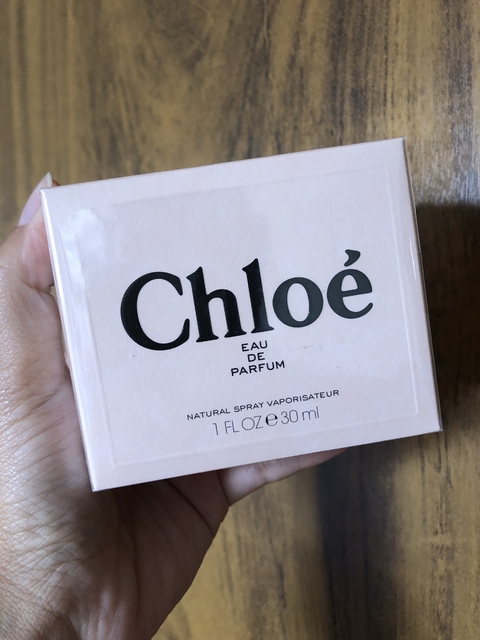 Chloé
EAU
DE
PARFUM
NATURAL SPRAY VAPORISATEUR
1 FL OZ ℮ 30 ml